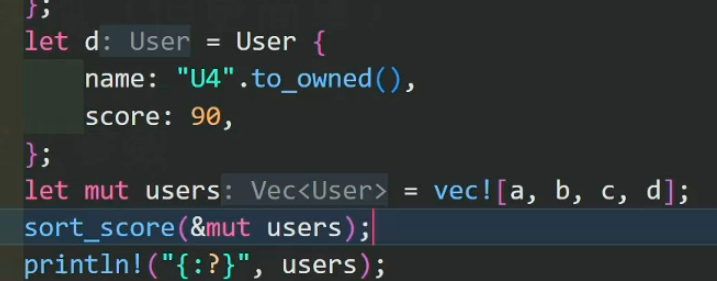 };
let d: User = User {
name: "U4".to_owned(),
score: 90,
};
let mut users: Vec<User> = vec![a, b, c, d];
sort_score(&mut users);
println!("{:?}", users);